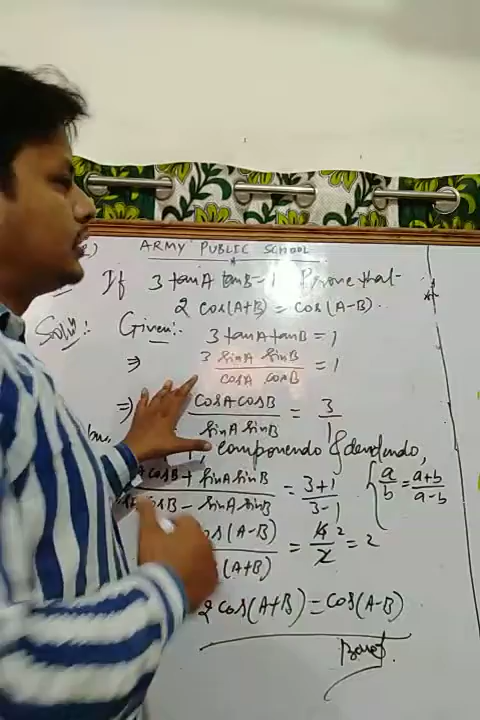 2) ARMY PUBLIC SCHOOL
If 3 tanA tanB = 1 Prove that
2 cos(A+B) = cos(A-B).
Solⁿ: Given:- 3 tanA tanB = 1
⇒ 3 sinA sinB / cosA cosB = 1
⇒ cosA cosB / sinA sinB = 3/1
componendo & dividendo,
cosB + sinA sinB / cosB - sinA sinB = 3+1 / 3-1 { a/b = a+b / a-b
cos(A-B) / (A+B) = 4/2 = 2
2 cos(A+B) = cos(A-B)